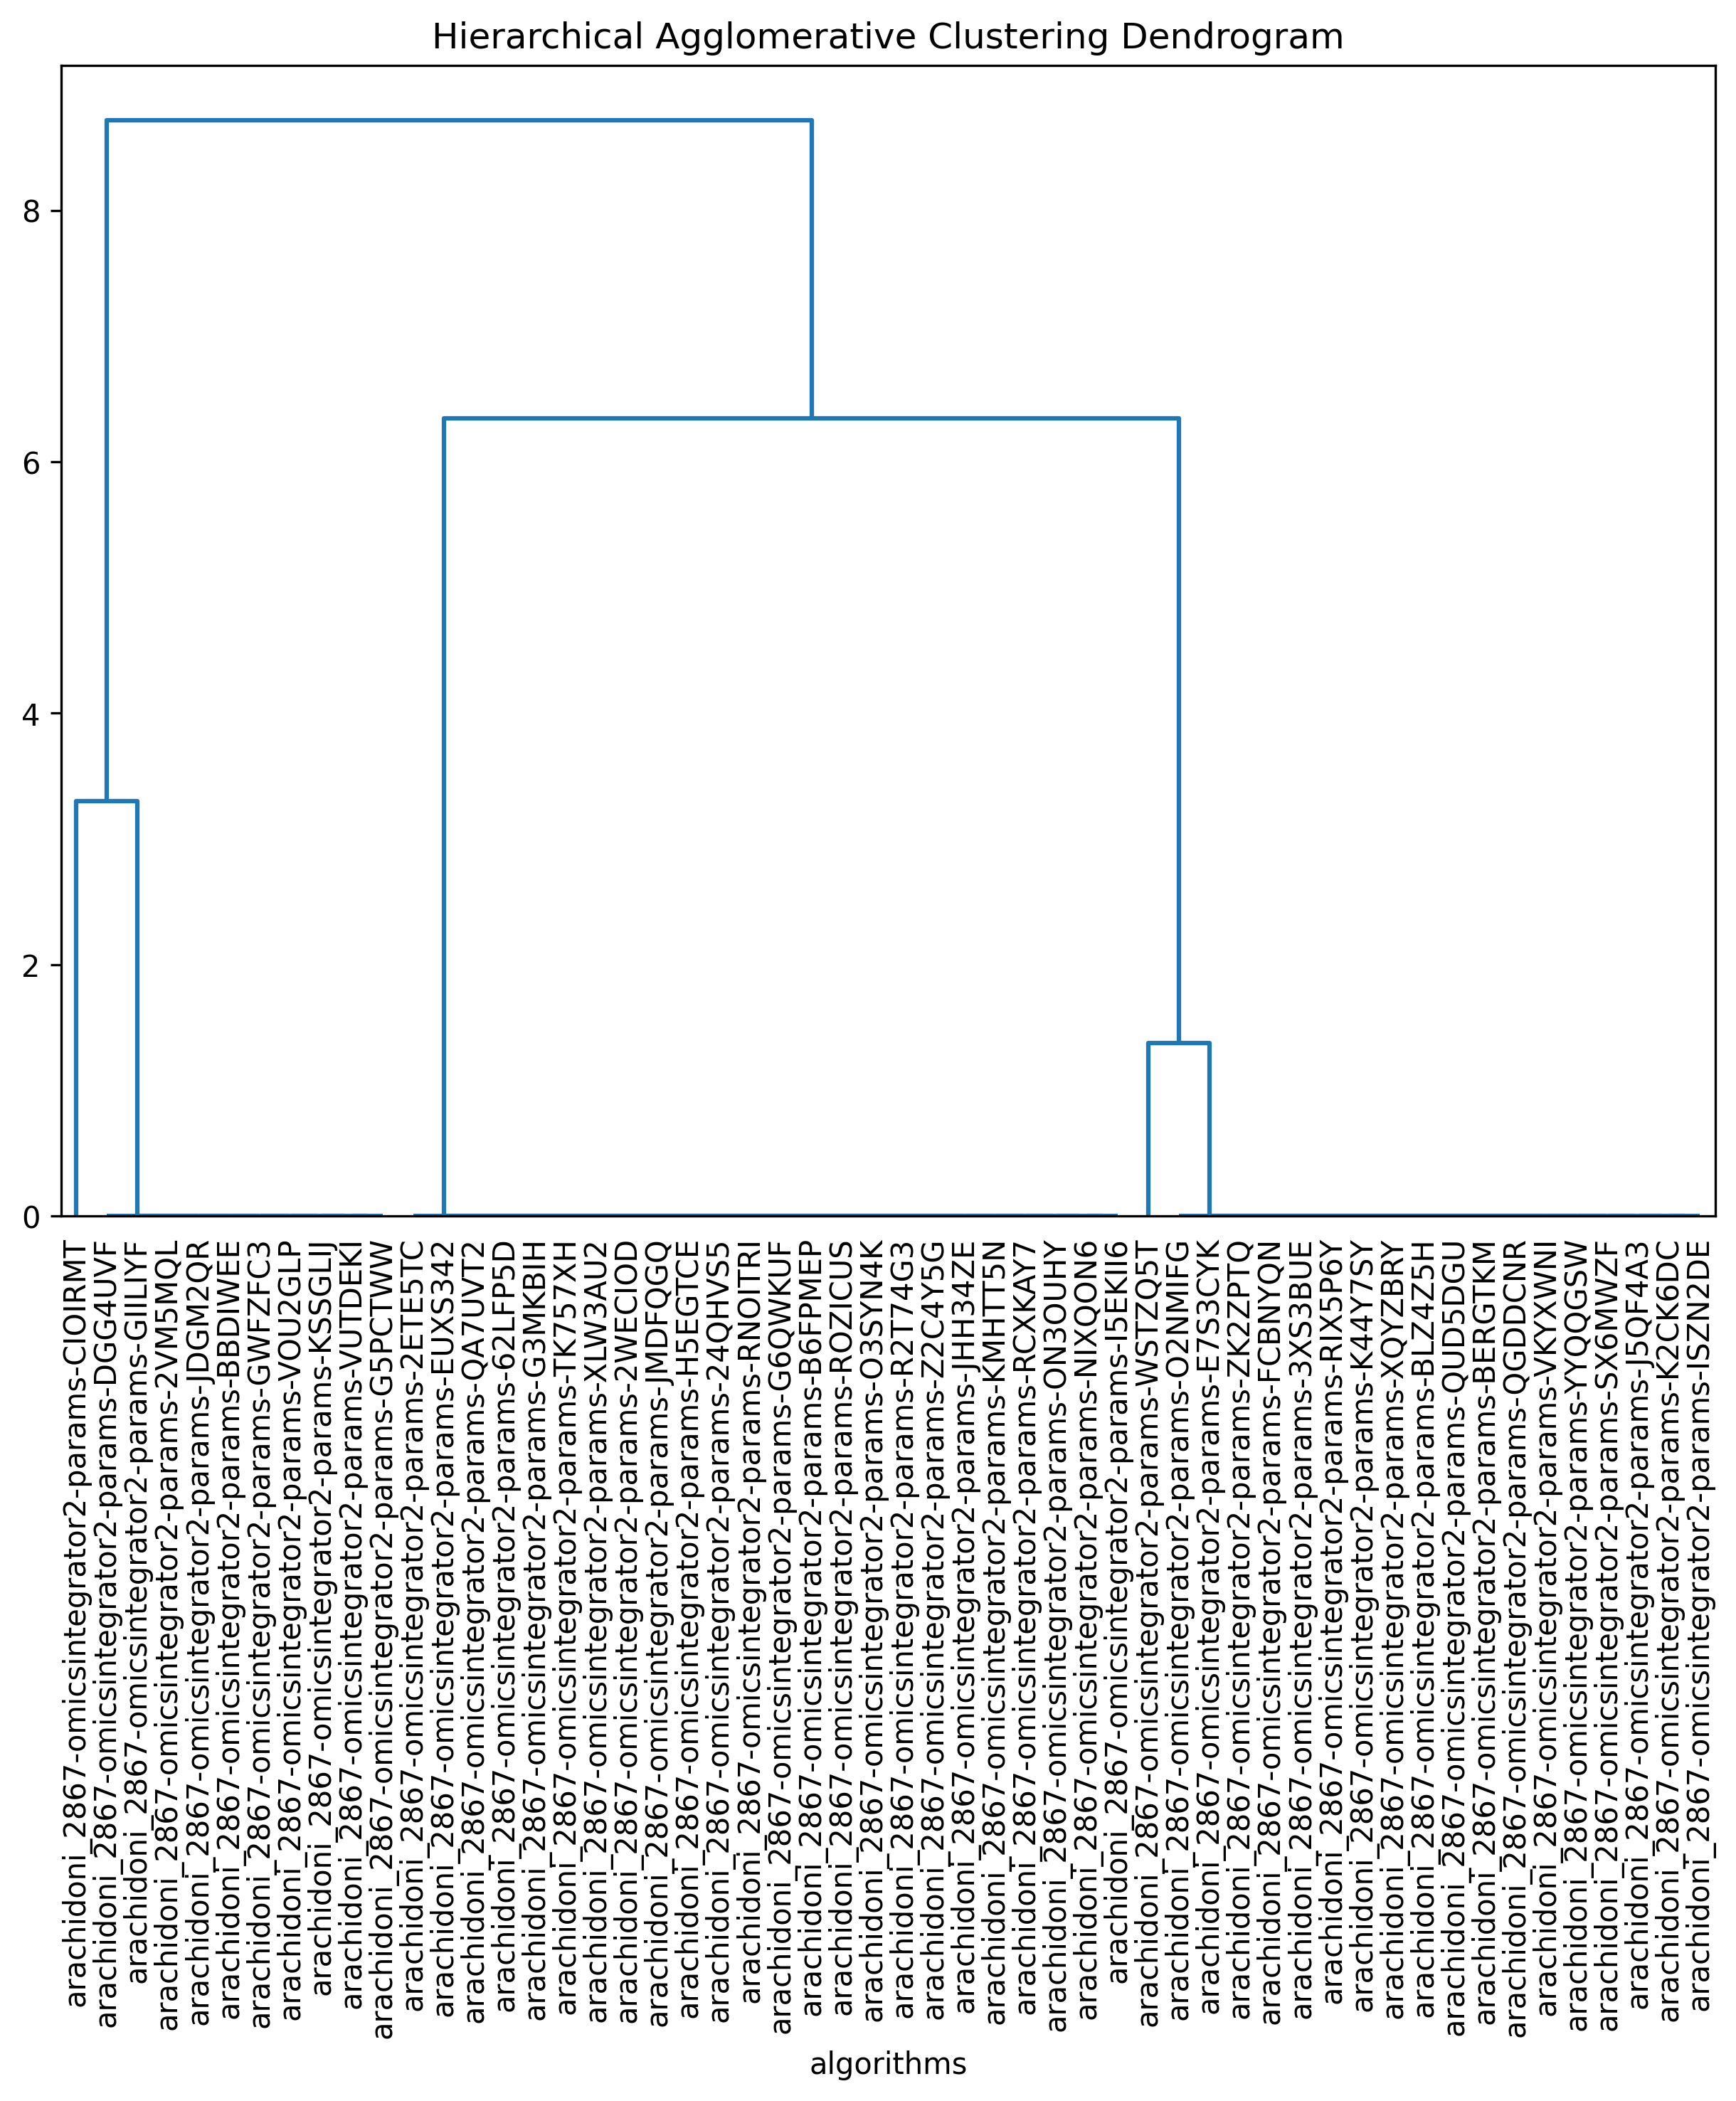 Hierarchical Agglomerative Clustering Dendrogram
8
6
4
2
0
arachidoni_2867-omicsintegrator2-params-CIOIRMT
arachidoni_2867-omicsintegrator2-params-DGG4UVF
arachidoni_2867-omicsintegrator2-params-GIILIYF
arachidoni_2867-omicsintegrator2-params-2VM5MQL
arachidoni_2867-omicsintegrator2-params-JDGM2QR
arachidoni_2867-omicsintegrator2-params-BBDIWEE
arachidoni_2867-omicsintegrator2-params-GWFZFC3
arachidoni_2867-omicsintegrator2-params-VOU2GLP
arachidoni_2867-omicsintegrator2-params-KSSGLIJ
arachidoni_2867-omicsintegrator2-params-VUTDEKI
arachidoni_2867-omicsintegrator2-params-G5PCTWW
arachidoni_2867-omicsintegrator2-params-2ETE5TC
arachidoni_2867-omicsintegrator2-params-EUXS342
arachidoni_2867-omicsintegrator2-params-QA7UVT2
arachidoni_2867-omicsintegrator2-params-62LFP5D
arachidoni_2867-omicsintegrator2-params-G3MKBIH
arachidoni_2867-omicsintegrator2-params-TK757XH
arachidoni_2867-omicsintegrator2-params-XLW3AU2
arachidoni_2867-omicsintegrator2-params-2WECIOD
arachidoni_2867-omicsintegrator2-params-JMDFQGQ
arachidoni_2867-omicsintegrator2-params-H5EGTCE
arachidoni_2867-omicsintegrator2-params-24QHVS5
arachidoni_2867-omicsintegrator2-params-RNOITRI
arachidoni_2867-omicsintegrator2-params-G6QWKUF
arachidoni_2867-omicsintegrator2-params-B6FPMEP
arachidoni_2867-omicsintegrator2-params-ROZICUS
arachidoni_2867-omicsintegrator2-params-O3SYN4K
arachidoni_2867-omicsintegrator2-params-R2T74G3
arachidoni_2867-omicsintegrator2-params-Z2C4Y5G
arachidoni_2867-omicsintegrator2-params-JHH34ZE
arachidoni_2867-omicsintegrator2-params-KMHTT5N
arachidoni_2867-omicsintegrator2-params-RCXKAY7
arachidoni_2867-omicsintegrator2-params-ON3OUHY
arachidoni_2867-omicsintegrator2-params-NIXQON6
arachidoni_2867-omicsintegrator2-params-I5EKII6
arachidoni_2867-omicsintegrator2-params-WSTZQ5T
arachidoni_2867-omicsintegrator2-params-O2NMIFG
arachidoni_2867-omicsintegrator2-params-E7S3CYK
arachidoni_2867-omicsintegrator2-params-ZK2ZPTQ
arachidoni_2867-omicsintegrator2-params-FCBNYQN
arachidoni_2867-omicsintegrator2-params-3XS3BUE
arachidoni_2867-omicsintegrator2-params-RIX5P6Y
arachidoni_2867-omicsintegrator2-params-K44Y7SY
arachidoni_2867-omicsintegrator2-params-XQYZBRY
arachidoni_2867-omicsintegrator2-params-BLZ4Z5H
arachidoni_2867-omicsintegrator2-params-QUD5DGU
arachidoni_2867-omicsintegrator2-params-BERGTKM
arachidoni_2867-omicsintegrator2-params-QGDDCNR
arachidoni_2867-omicsintegrator2-params-VKYXWNI
arachidoni_2867-omicsintegrator2-params-YYQQGSW
arachidoni_2867-omicsintegrator2-params-SX6MWZF
arachidoni_2867-omicsintegrator2-params-J5QF4A3
arachidoni_2867-omicsintegrator2-params-K2CK6DC
arachidoni_2867-omicsintegrator2-params-ISZN2DE
algorithms